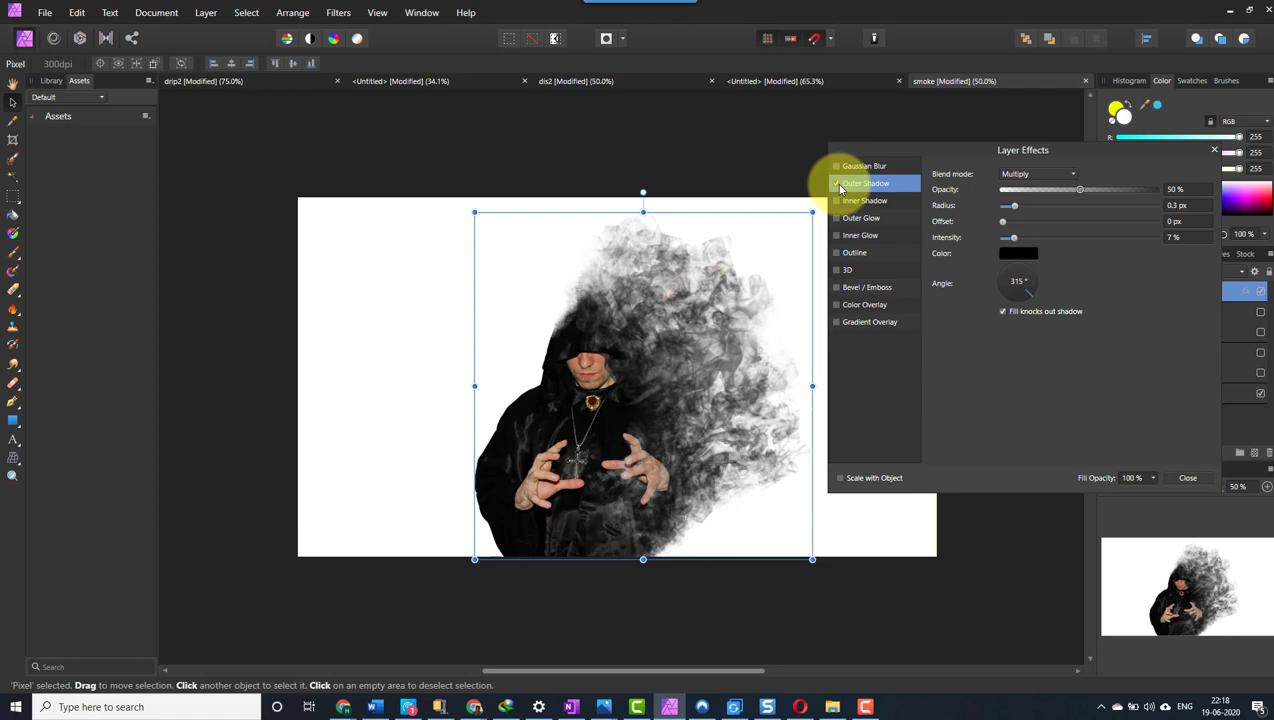 File Edit Text Document Layer Select Arrange Filters View Window Help
Pixel 300dpi
Library Assets
drip2 [Modified] (75.0%) <Untitled> [Modified] (34.1%) dis2 [Modified] (50.0%) <Untitled> [Modified] (65.3%) smoke [Modified] (50.0%)
Histogram Color Swatches Brushes
Default
Assets
RGB
R: 255
255
255
100 %
Stock
50 %
Layer Effects
Gaussian Blur
Outer Shadow
Inner Shadow
Outer Glow
Inner Glow
Outline
3D
Bevel / Emboss
Color Overlay
Gradient Overlay
Blend mode: Multiply
Opacity: 50 %
Radius: 0.3 px
Offset: 0 px
Intensity: 7 %
Color:
Angle: 315 °
Fill knocks out shadow
Scale with Object
Fill Opacity: 100 % Close
Search
'Pixel' selected. Drag to move selection. Click another object to select it. Click on an empty area to deselect selection.
Type here to search
ENG
22:18
19-06-2020